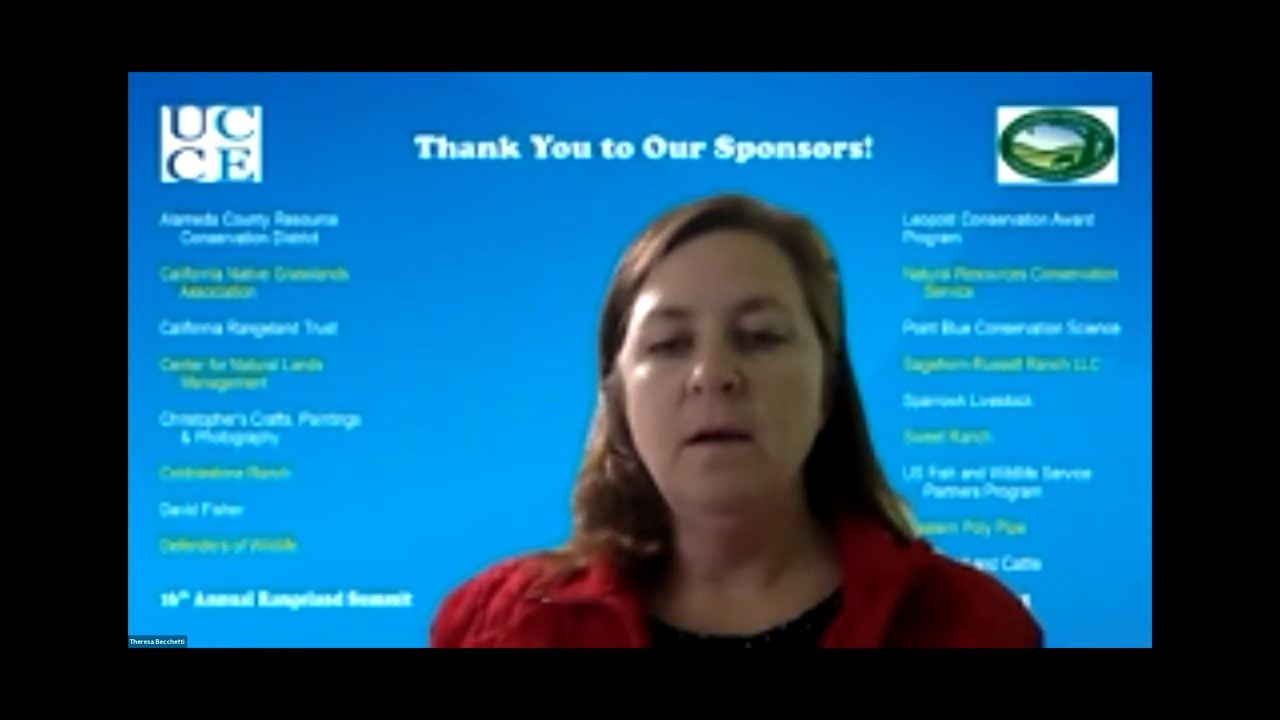 UC
CE
Thank You to Our Sponsors!
Alameda County Resource
Conservation District
California Native Grasslands
Association
California Rangeland Trust
Center for Natural Lands
Management
Christopher's Crafts, Paintings
& Photography
Cobblestone Ranch
David Fisher
Defenders of Wildlife
16th Annual Rangeland Summit
Leopold Conservation Award
Program
Natural Resources Conservation
Service
Point Blue Conservation Science
Sagehorn-Russell Ranch LLC
Sparrowk Livestock
Sweet Ranch
US Fish and Wildlife Service
Partners Program
Poly Pipe
and Cattle
Theresa Becchetti